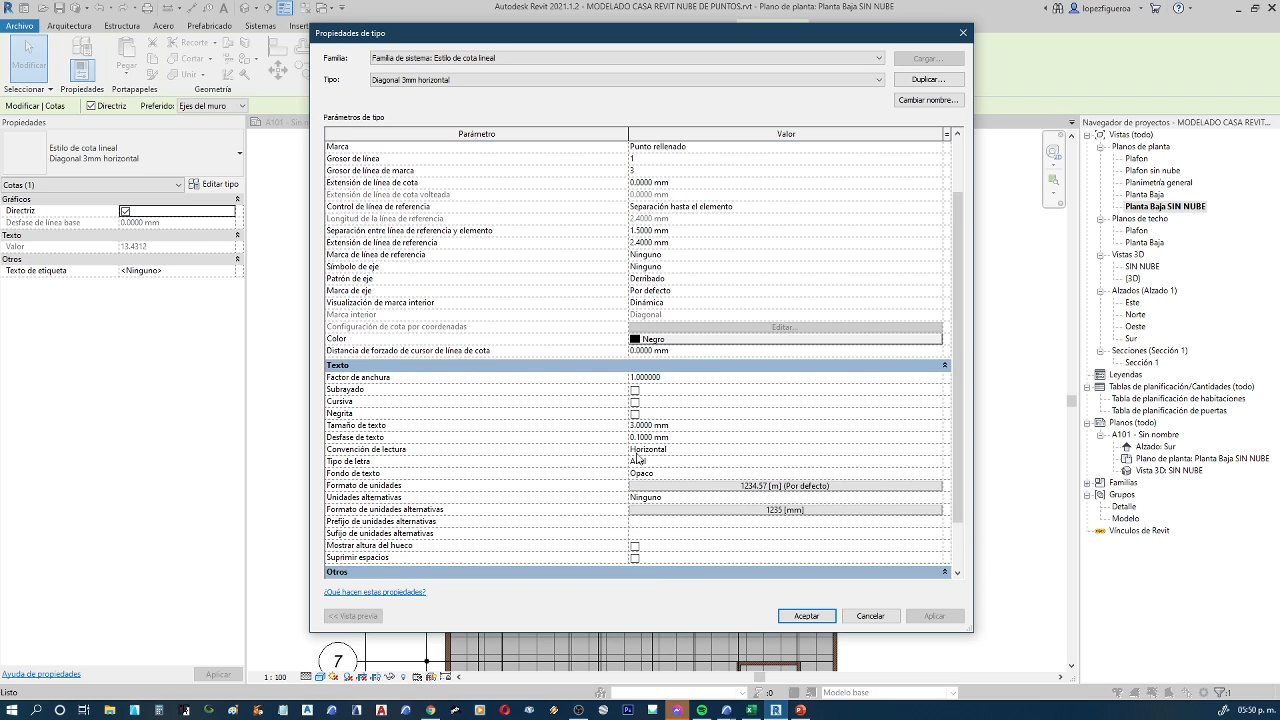 Autodesk Revit 2021.1.2 - MODELADO CASA REVIT NUBE DE PUNTOS.rvt - Plano de planta: Planta Baja SIN NUBE
lopezfigueroa
Archivo Arquitectura Estructura Acero Prefabricado Sistemas
Modificar
Propiedades
Pegar
Recorte
Cortar
Unir
Seleccionar Propiedades Portapapeles Geometría
Modificar | Cotas Directriz Preferido: Ejes del muro
Propiedades
Estilo de cota lineal
Diagonal 3mm horizontal
Cotas (1) Editar tipo
Gráficos
Directriz
Desfase de línea base 0.0000 mm
Texto
Valor 13.4312
Otros
Texto de etiqueta <Ninguno>
Ayuda de propiedades Aplicar
Propiedades de tipo
Familia: Familia de sistema: Estilo de cota lineal Cargar...
Tipo: Diagonal 3mm horizontal Duplicar...
Cambiar nombre...
Parámetros de tipo
Parámetro Valor =
Marca Punto rellenado
Grosor de línea 1
Grosor de línea de marca 3
Extensión de línea de cota 0.0000 mm
Extensión de línea de cota volteada 0.0000 mm
Control de línea de referencia Separación hasta el elemento
Longitud de la línea de referencia 2.4000 mm
Separación entre línea de referencia y elemento 1.5000 mm
Extensión de línea de referencia 2.4000 mm
Marca de línea de referencia Ninguno
Símbolo de eje Ninguno
Patrón de eje Derribado
Marca de eje Por defecto
Visualización de marca interior Dinámica
Marca interior Diagonal
Configuración de cota por coordenadas Editar...
Color Negro
Distancia de forzado de cursor de línea de cota 0.0000 mm
Texto
Factor de anchura 1.000000
Subrayado
Cursiva
Negrita
Tamaño de texto 3.0000 mm
Desfase de texto 0.1000 mm
Convención de lectura Horizontal
Tipo de letra Arial
Fondo de texto Opaco
Formato de unidades 1234.57 [m] (Por defecto)
Unidades alternativas Ninguno
Formato de unidades alternativas 1235 [mm]
Prefijo de unidades alternativas
Sufijo de unidades alternativas
Mostrar altura del hueco
Suprimir espacios
Otros
¿Qué hacen estas propiedades?
<< Vista previa Aceptar Cancelar Aplicar
Navegador de proyectos - MODELADO CASA REVIT...
Vistas (todo)
Planos de planta
Plafon
Plafon sin nube
Planimetría general
Planta Baja
Planta Baja SIN NUBE
Planos de techo
Plafon
Planta Baja
Vistas 3D
SIN NUBE
{3D}
Alzados (Alzado 1)
Este
Norte
Oeste
Sur
Secciones (Sección 1)
Sección 1
Leyendas
Tablas de planificación/Cantidades (todo)
Tabla de planificación de habitaciones
Tabla de planificación de puertas
Planos (todo)
A101 - Sin nombre
Alzado: Sur
Plano de planta: Planta Baja SIN NUBE
Vista 3D: SIN NUBE
Familias
Grupos
Detalle
Modelo
Vínculos de Revit
7
1 : 100
Listo :0 Modelo base :1
05:50 p. m.